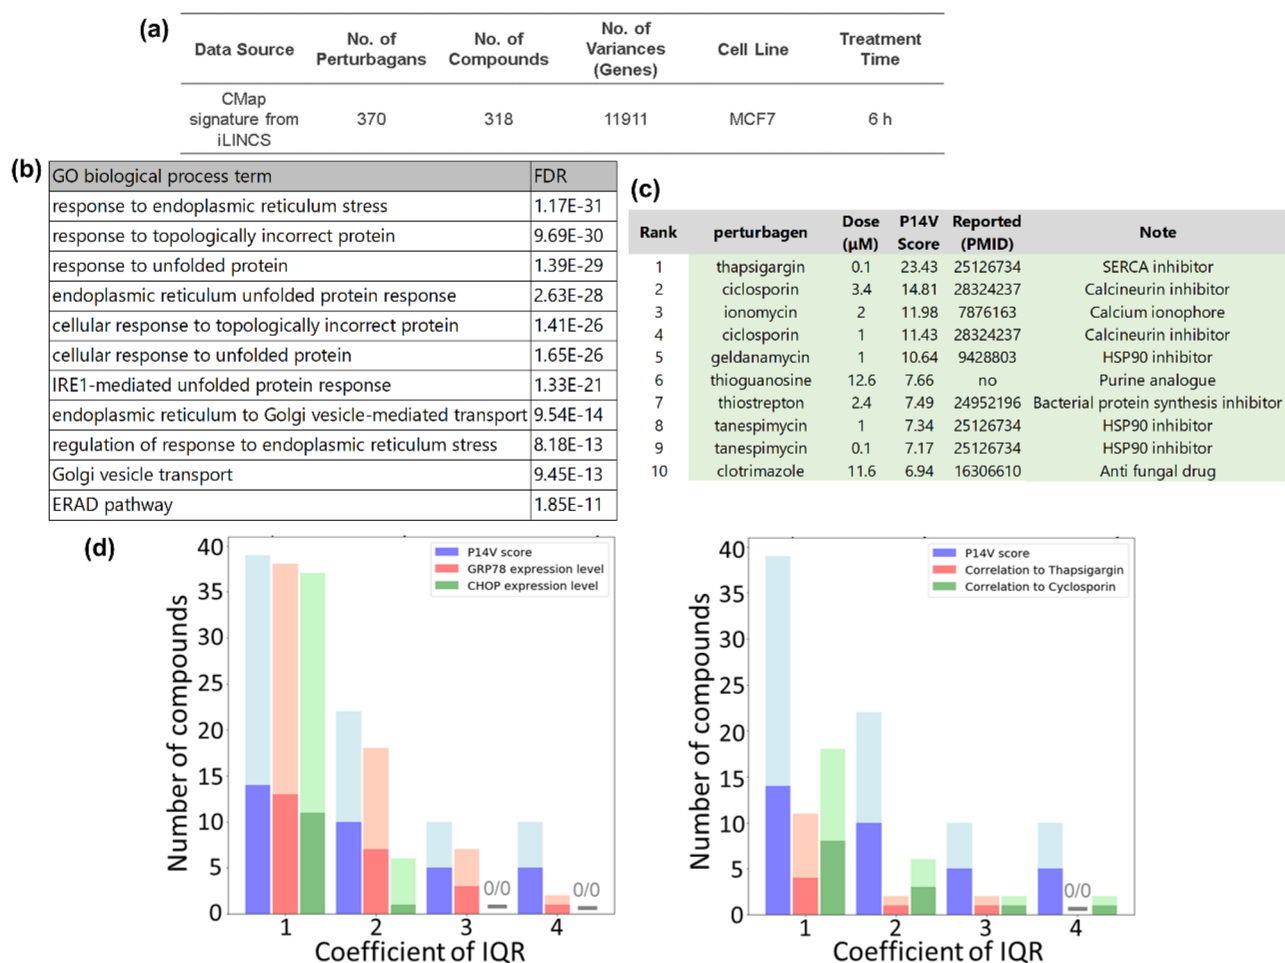 (a)
Data Source No. of Perturbagans No. of Compounds No. of Variances (Genes) Cell Line Treatment Time
CMap signature from iLINCS 370 318 11911 MCF7 6 h
(b)
GO biological process term FDR
response to endoplasmic reticulum stress 1.17E-31
response to topologically incorrect protein 9.69E-30
response to unfolded protein 1.39E-29
endoplasmic reticulum unfolded protein response 2.63E-28
cellular response to topologically incorrect protein 1.41E-26
cellular response to unfolded protein 1.65E-26
IRE1-mediated unfolded protein response 1.33E-21
endoplasmic reticulum to Golgi vesicle-mediated transport 9.54E-14
regulation of response to endoplasmic reticulum stress 8.18E-13
Golgi vesicle transport 9.45E-13
ERAD pathway 1.85E-11
(c)
Rank perturbagen Dose (μM) P14V Score Reported (PMID) Note
1 thapsigargin 0.1 23.43 25126734 SERCA inhibitor
2 ciclosporin 3.4 14.81 28324237 Calcineurin inhibitor
3 ionomycin 2 11.98 7876163 Calcium ionophore
4 ciclosporin 1 11.43 28324237 Calcineurin inhibitor
5 geldanamycin 1 10.64 9428803 HSP90 inhibitor
6 thioguanosine 12.6 7.66 no Purine analogue
7 thiostrepton 2.4 7.49 24952196 Bacterial protein synthesis inhibitor
8 tanespimycin 1 7.34 25126734 HSP90 inhibitor
9 tanespimycin 0.1 7.17 25126734 HSP90 inhibitor
10 clotrimazole 11.6 6.94 16306610 Anti fungal drug
(d)
Number of compounds
40
35
30
25
20
15
10
5
0
P14V score
GRP78 expression level
CHOP expression level
0/0
0/0
1 2 3 4
Coefficient of IQR
Number of compounds
40
35
30
25
20
15
10
5
0
P14V score
Correlation to Thapsigargin
Correlation to Cyclosporin
0/0
1 2 3 4
Coefficient of IQR